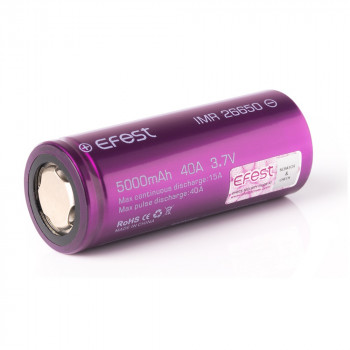 ⊕ EFEST IMR 26650 ⊖
5000mAh 40A 3.7V
Max continuous discharge: 15A
Max pulse discharge: 40A
RoHS CE
MADE IN CHINA
EFEST